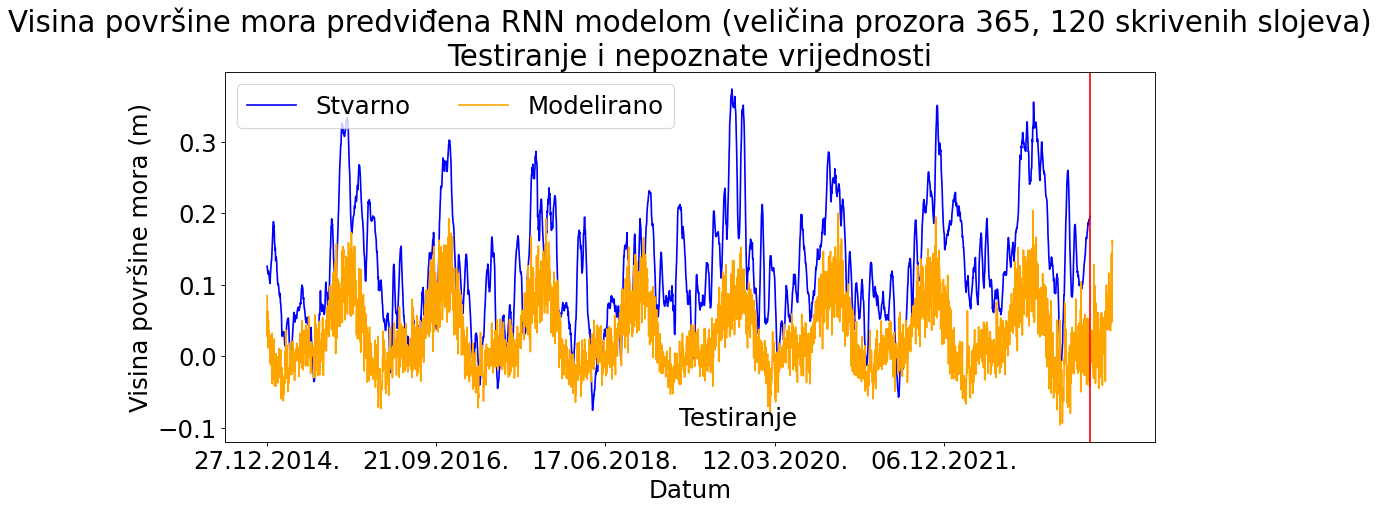 Visina površine mora predviđena RNN modelom (veličina prozora 365, 120 skrivenih slojeva)
Testiranje i nepoznate vrijednosti
Stvarno Modelirano
Visina površine mora (m)
0.3
0.2
0.1
0.0
−0.1
Testiranje
27.12.2014. 21.09.2016. 17.06.2018. 12.03.2020. 06.12.2021.
Datum